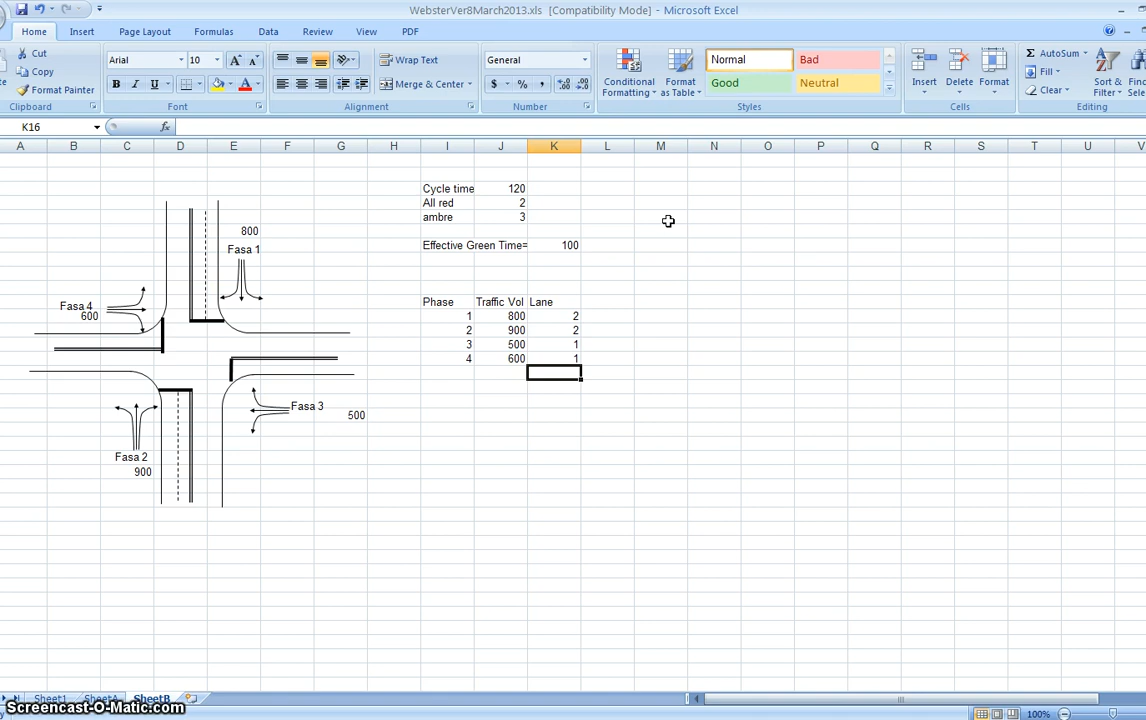 WebsterVer8March2013.xls [Compatibility Mode] - Microsoft Excel
Home Insert Page Layout Formulas Data Review View PDF
Cut
Copy
Format Painter
Clipboard
Arial 10
B I U
Font
Wrap Text
Merge & Center
Alignment
General
$ % ,
Number
Conditional Formatting
Format as Table
Normal Bad
Good Neutral
Styles
Insert Delete Format
Cells
Σ AutoSum
Fill
Clear
Sort & Filter
Editing
K16 fx
A B C D E F G H I J K L M N O P Q R S T U V
Cycle time 120
All red 2
ambre 3
Effective Green Time= 100
Phase Traffic Vol Lane
1 800 2
2 900 2
3 500 1
4 600 1
800
Fasa 1
Fasa 4
600
Fasa 3
500
Fasa 2
900
Sheet1 SheetA SheetB
Screencast-O-Matic.com
100%